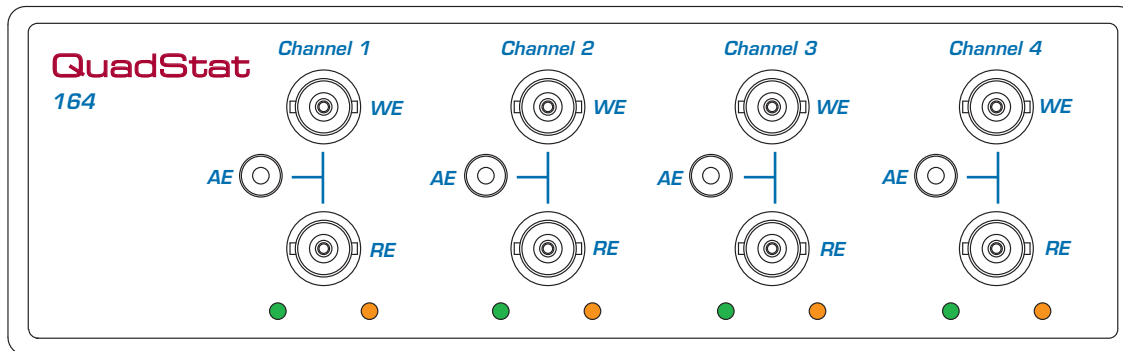 QuadStat
164
Channel 1 Channel 2 Channel 3 Channel 4
WE WE WE WE
AE AE AE AE
RE RE RE RE